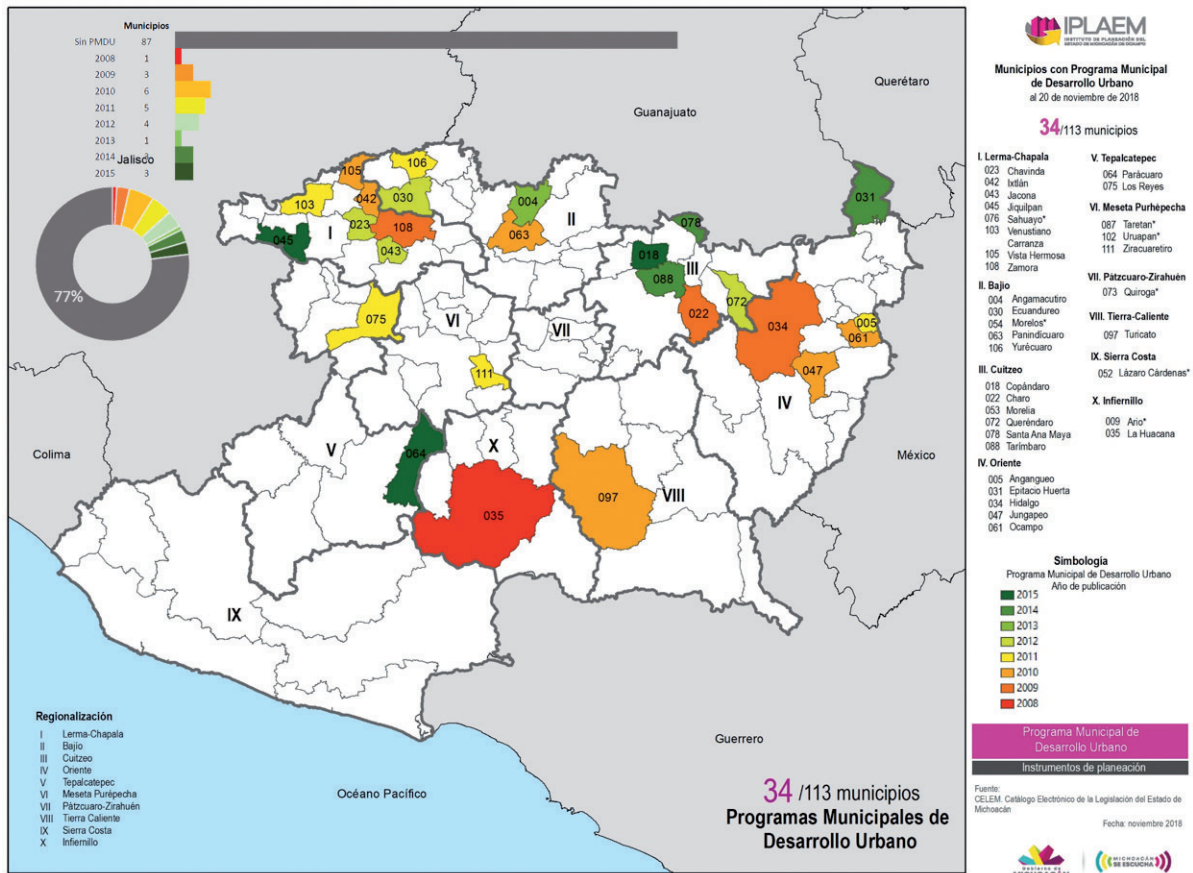 Municipios
Sin PMDU 87
2008 1
2009 3
2010 6
2011 5
2012 4
2013 1
2014
Jalisco
2015 3
77%
Querétaro
Guanajuato
Colima
México
Guerrero
Océano Pacífico
105
106
103
042
030
004
031
045
I
023
108
063
II
078
043
018
III
088
072
075
VI
022
034
005
VII
061
111
047
IV
064
V
X
097
VIII
035
IX
Regionalización
I Lerma-Chapala
II Bajío
III Cuitzeo
IV Oriente
V Tepalcatepec
VI Meseta Purépecha
VII Pátzcuaro-Zirahuén
VIII Tierra Caliente
IX Sierra Costa
X Infiernillo
34 /113 municipios
Programas Municipales de
Desarrollo Urbano
IPLAEM
INSTITUTO DE PLANEACIÓN DEL
ESTADO DE MICHOACÁN DE OCAMPO
Municipios con Programa Municipal
de Desarrollo Urbano
al 20 de noviembre de 2018
34/113 municipios
I. Lerma-Chapala
023 Chavinda
042 Ixtlán
043 Jacona
045 Jiquilpan
076 Sahuayo*
103 Venustiano
Carranza
105 Vista Hermosa
108 Zamora
II. Bajío
004 Angamacutiro
030 Ecuandureo
054 Morelos*
063 Panindícuaro
106 Yurécuaro
III. Cuitzeo
018 Copándaro
022 Charo
053 Morelia
072 Queréndaro
078 Santa Ana Maya
088 Tarímbaro
IV. Oriente
005 Angangueo
031 Epitacio Huerta
034 Hidalgo
047 Jungapeo
061 Ocampo
V. Tepalcatepec
064 Parácuaro
075 Los Reyes
VI. Meseta Purhépecha
087 Taretan*
102 Uruapan*
111 Ziracuaretiro
VII. Pátzcuaro-Zirahuén
073 Quiroga*
VIII. Tierra-Caliente
097 Turicato
IX. Sierra Costa
052 Lázaro Cárdenas*
X. Infiernillo
009 Ario*
035 La Huacana
Simbología
Programa Municipal de Desarrollo Urbano
Año de publicación
2015
2014
2013
2012
2011
2010
2009
2008
Programa Municipal de
Desarrollo Urbano
Instrumentos de planeación
Fuente:
CELEM. Catálogo Electrónico de la Legislación del Estado de
Michoacán
Fecha: noviembre 2018
MICHOACÁN
SE ESCUCHA